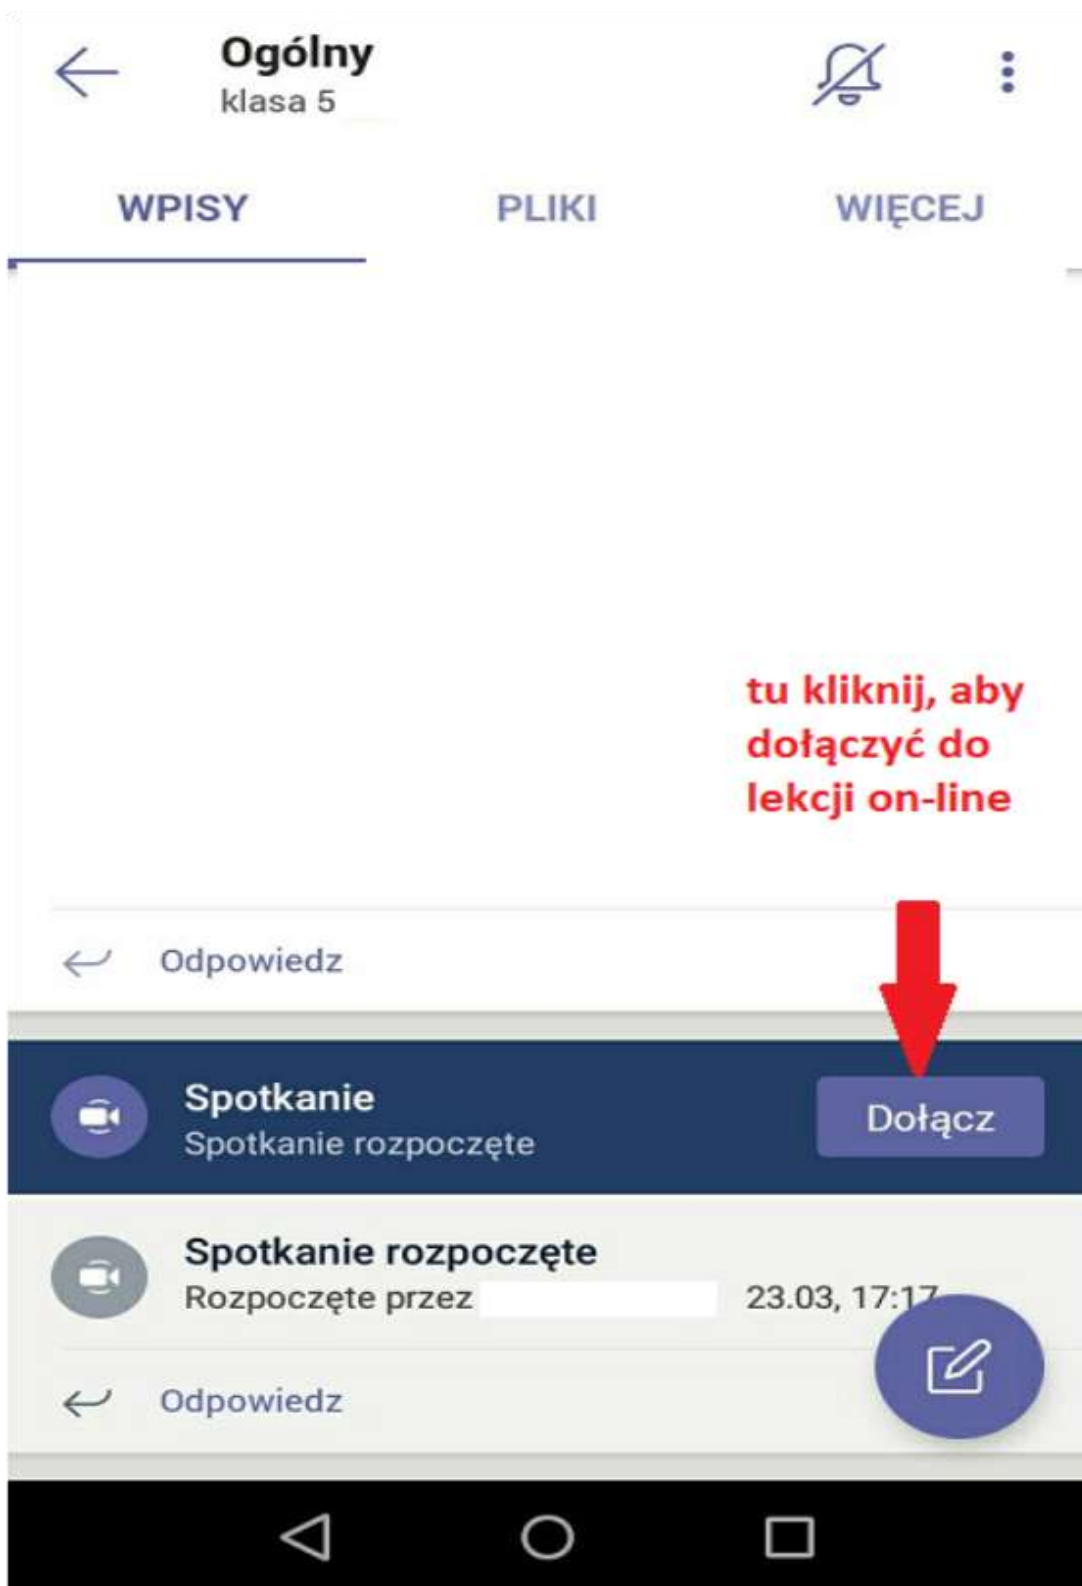 Ogólny
klasa 5
WPISY PLIKI WIĘCEJ
tu kliknij, aby
dołączyć do
lekcji on-line
Odpowiedz
Spotkanie
Spotkanie rozpoczęte
Dołącz
Spotkanie rozpoczęte
Rozpoczęte przez 23.03, 17:17
Odpowiedz